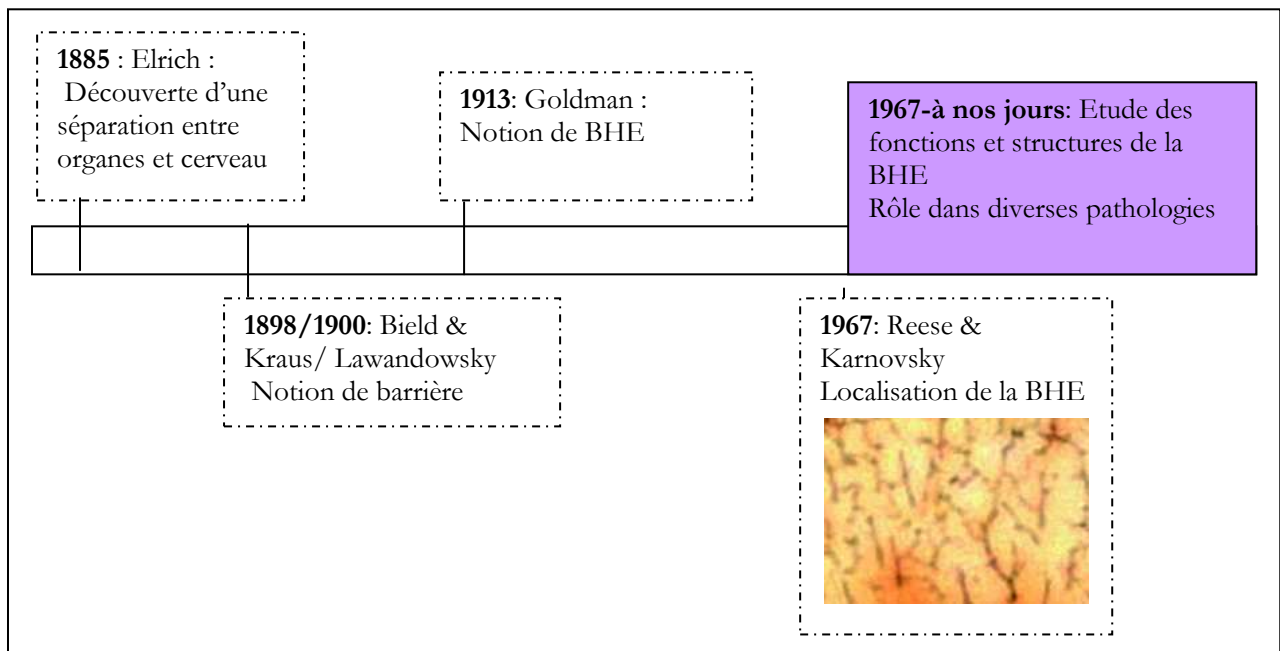 1885 : Elrich :
Découverte d’une
séparation entre
organes et cerveau
1913: Goldman :
Notion de BHE
1967-à nos jours: Etude des
fonctions et structures de la
BHE
Rôle dans diverses pathologies
1898/1900: Bield &
Kraus/ Lawandowsky
Notion de barrière
1967: Reese &
Karnovsky
Localisation de la BHE